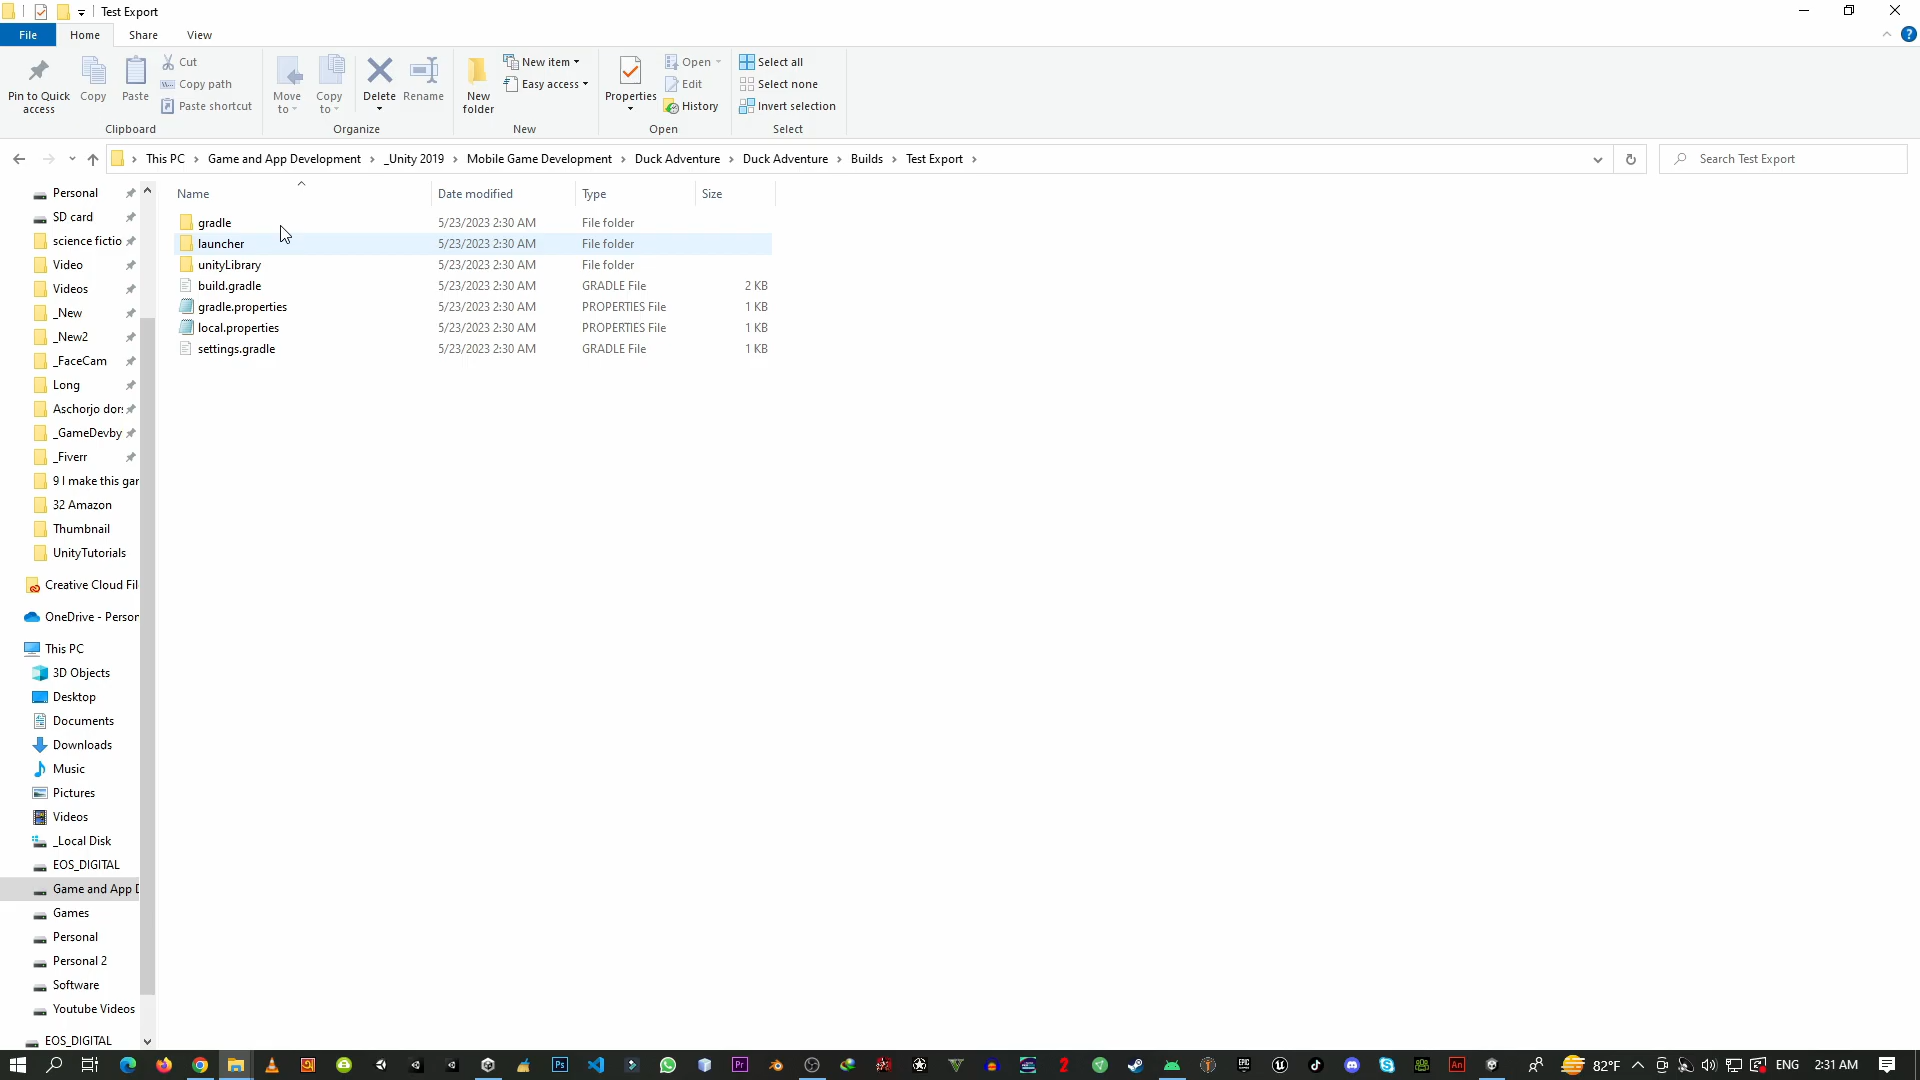 Test Export
File Home Share View
Pin to Quick access
Copy
Paste
Cut
Copy path
Paste shortcut
Clipboard
Move to
Copy to
Delete
Rename
Organize
New folder
New item
Easy access
New
Properties
Open
Edit
History
Open
Select all
Select none
Invert selection
Select
This PC > Game and App Development > _Unity 2019 > Mobile Game Development > Duck Adventure > Duck Adventure > Builds > Test Export >
Search Test Export
Name Date modified Type Size
gradle 5/23/2023 2:30 AM File folder
launcher 5/23/2023 2:30 AM File folder
unityLibrary 5/23/2023 2:30 AM File folder
build.gradle 5/23/2023 2:30 AM GRADLE File 2 KB
gradle.properties 5/23/2023 2:30 AM PROPERTIES File 1 KB
local.properties 5/23/2023 2:30 AM PROPERTIES File 1 KB
settings.gradle 5/23/2023 2:30 AM GRADLE File 1 KB
Personal
SD card
science fictio
Video
Videos
_New
_New2
_FaceCam
Long
Aschorjo dor
_GameDevby
_Fiverr
9 I make this gar
32 Amazon
Thumbnail
UnityTutorials
Creative Cloud Fil
OneDrive - Person
This PC
3D Objects
Desktop
Documents
Downloads
Music
Pictures
Videos
_Local Disk
EOS_DIGITAL
Game and App D
Games
Personal
Personal 2
Software
Youtube Videos
EOS_DIGITAL
Ps
Pr
2
An
82°F
ENG
2:31 AM